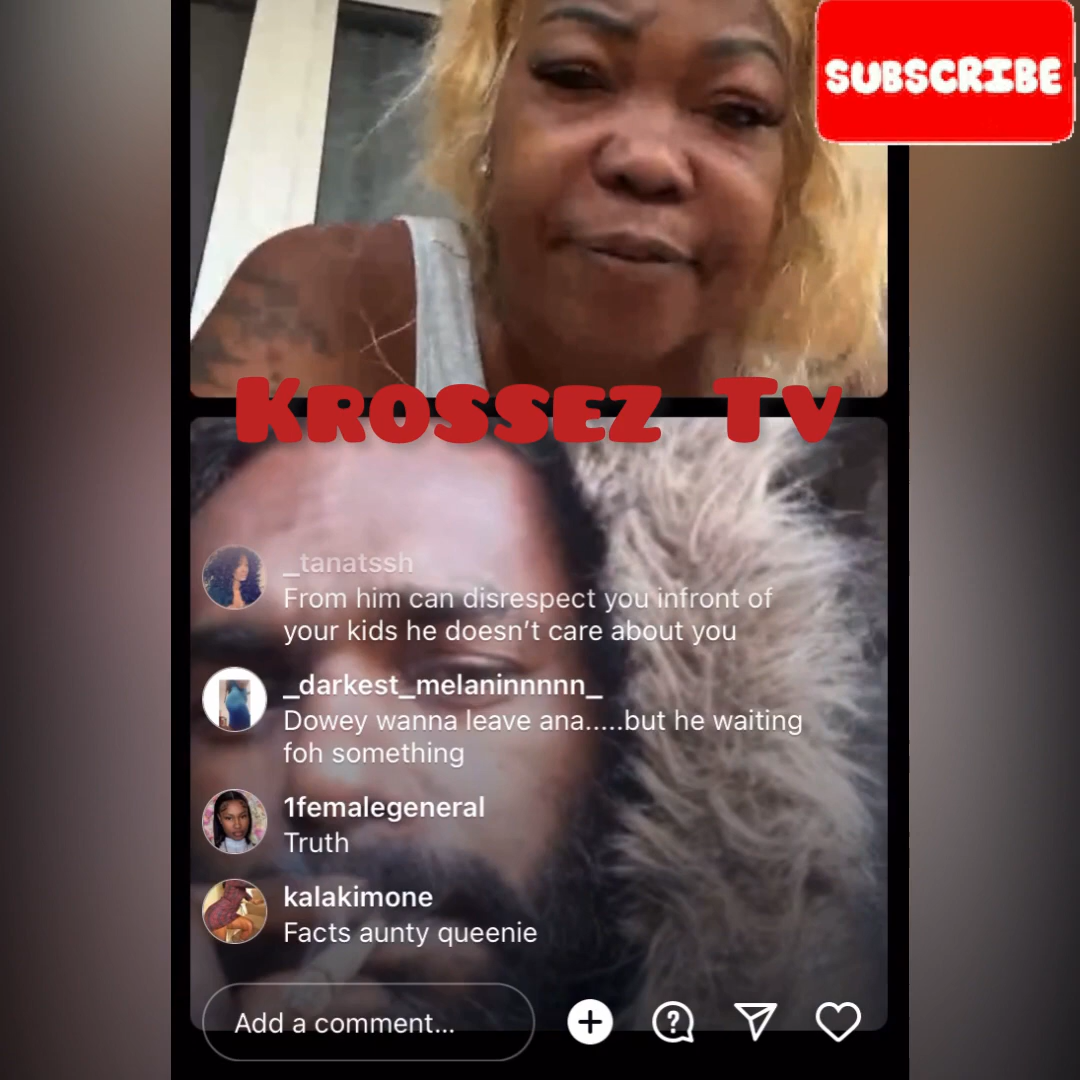 SUBSCRIBE
KROSSEZ TV
_tanatssh
From him can disrespect you infront of
your kids he doesn’t care about you
_darkest_melaninnnnn_
Dowey wanna leave ana.....but he waiting
foh something
1femalegeneral
Truth
kalakimone
Facts aunty queenie
Add a comment...